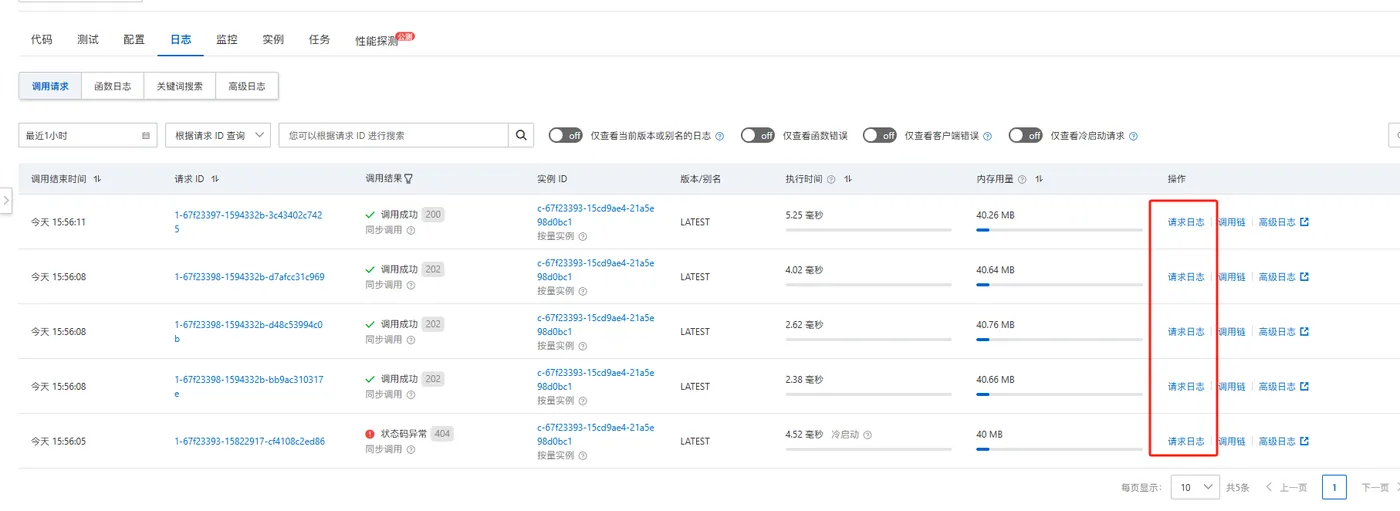 代码 测试 配置 日志 监控 实例 任务 性能探测 公测
调用请求 函数日志 关键词搜索 高级日志
最近1小时 根据请求 ID 查询 您可以根据请求 ID 进行搜索 off 仅查看当前版本或别名的日志 off 仅查看函数错误 off 仅查看客户端错误 off 仅查看冷启动请求
调用结束时间 请求 ID 调用结果 实例 ID 版本/别名 执行时间 内存用量 操作
今天 15:56:11 1-67f23397-1594332b-3c43402c742 调用成功 200 c-67f23393-15cd9ae4-21a5e LATEST 5.25 毫秒 40.26 MB 请求日志 调用链 高级日志
5 同步调用 98d0bc1
按量实例
今天 15:56:08 1-67f23398-1594332b-d7afcc31c969 调用成功 202 c-67f23393-15cd9ae4-21a5e LATEST 4.02 毫秒 40.64 MB 请求日志 调用链 高级日志
同步调用 98d0bc1
按量实例
今天 15:56:08 1-67f23398-1594332b-d48c53994c0 调用成功 202 c-67f23393-15cd9ae4-21a5e LATEST 2.62 毫秒 40.76 MB 请求日志 调用链 高级日志
b 同步调用 98d0bc1
按量实例
今天 15:56:08 1-67f23398-1594332b-bb9ac310317 调用成功 202 c-67f23393-15cd9ae4-21a5e LATEST 2.38 毫秒 40.66 MB 请求日志 调用链 高级日志
e 同步调用 98d0bc1
按量实例
今天 15:56:05 1-67f23393-15822917-cf4108c2ed86 状态码异常 404 c-67f23393-15cd9ae4-21a5e LATEST 4.52 毫秒 冷启动 40 MB 请求日志 调用链 高级日志
同步调用 98d0bc1
按量实例
每页显示: 10 共5条 上一页 1 下一页